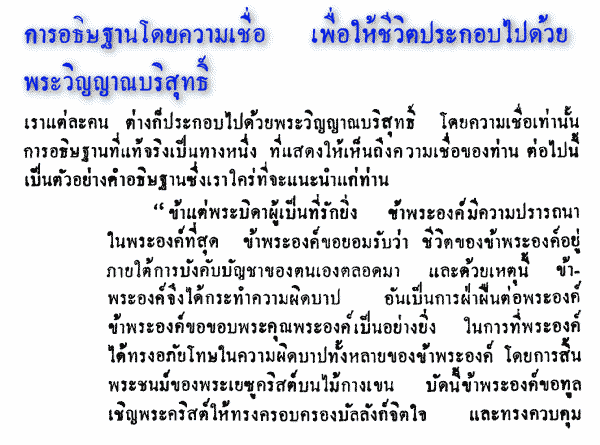 การอธิษฐานโดยความเชื่อ เพื่อให้ชีวิตประกอบไปด้วย
พระวิญญาณบริสุทธิ์
เราแต่ละคน ต่างก็ประกอบไปด้วยพระวิญญาณบริสุทธิ์ โดยความเชื่อเท่านั้น
การอธิษฐานที่แท้จริงเป็นทางหนึ่ง ที่แสดงให้เห็นถึงความเชื่อของท่าน ต่อไปนี้
เป็นตัวอย่างคำอธิษฐานซึ่งเราใคร่ที่จะแนะนำแก่ท่าน
“ ข้าแต่พระบิดาผู้เป็นที่รักยิ่ง ข้าพระองค์มีความปรารถนา
ในพระองค์ที่สุด ข้าพระองค์ขอยอมรับว่า ชีวิตของข้าพระองค์อยู่
ภายใต้การบังคับบัญชาของตนเองตลอดมา และด้วยเหตุนี้ ข้า-
พระองค์จึงได้กระทำความผิดบาป อันเป็นการฝ่าฝืนต่อพระองค์
ข้าพระองค์ขอขอบพระคุณพระองค์เป็นอย่างยิ่ง ในการที่พระองค์
ได้ทรงอภัยโทษในความผิดบาปทั้งหลายของข้าพระองค์ โดยการสิ้น
พระชนม์ของพระเยซูคริสต์บนไม้กางเขน บัดนี้ข้าพระองค์ขอทูล
เชิญพระคริสต์ให้ทรงครอบครองบัลลังก์จิตใจ และทรงควบคุม